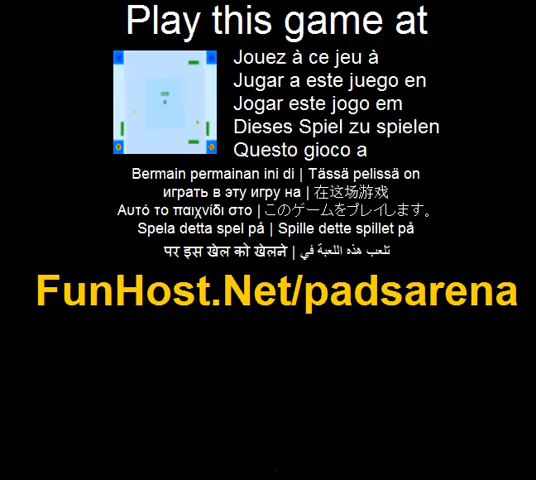 Play this game at
Jouez à ce jeu à
Jugar a este juego en
Jogar este jogo em
Dieses Spiel zu spielen
Questo gioco a
Bermain permainan ini di | Tässä pelissä on
играть в эту игру на | 在这场游戏
Αυτό το παιχνίδι στο | このゲームをプレイします。
Spela detta spel på | Spille dette spillet på
पर इस खेल को खेलने | تلعب هذه اللعبة في
FunHost.Net/padsarena